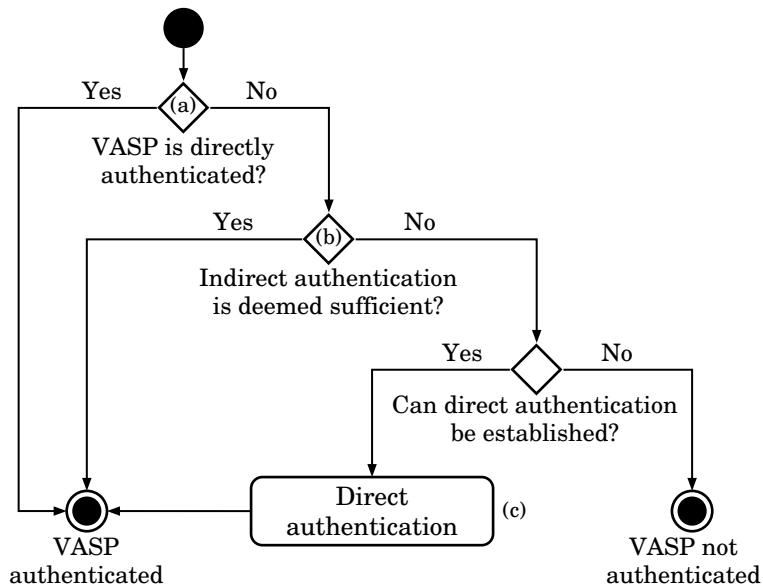 Yes
(a)
No
VASP is directly
authenticated?
Yes
(b)
No
Indirect authentication
is deemed sufficient?
Yes
No
Can direct authentication
be established?
Direct
authentication
(c)
VASP
authenticated
VASP not
authenticated